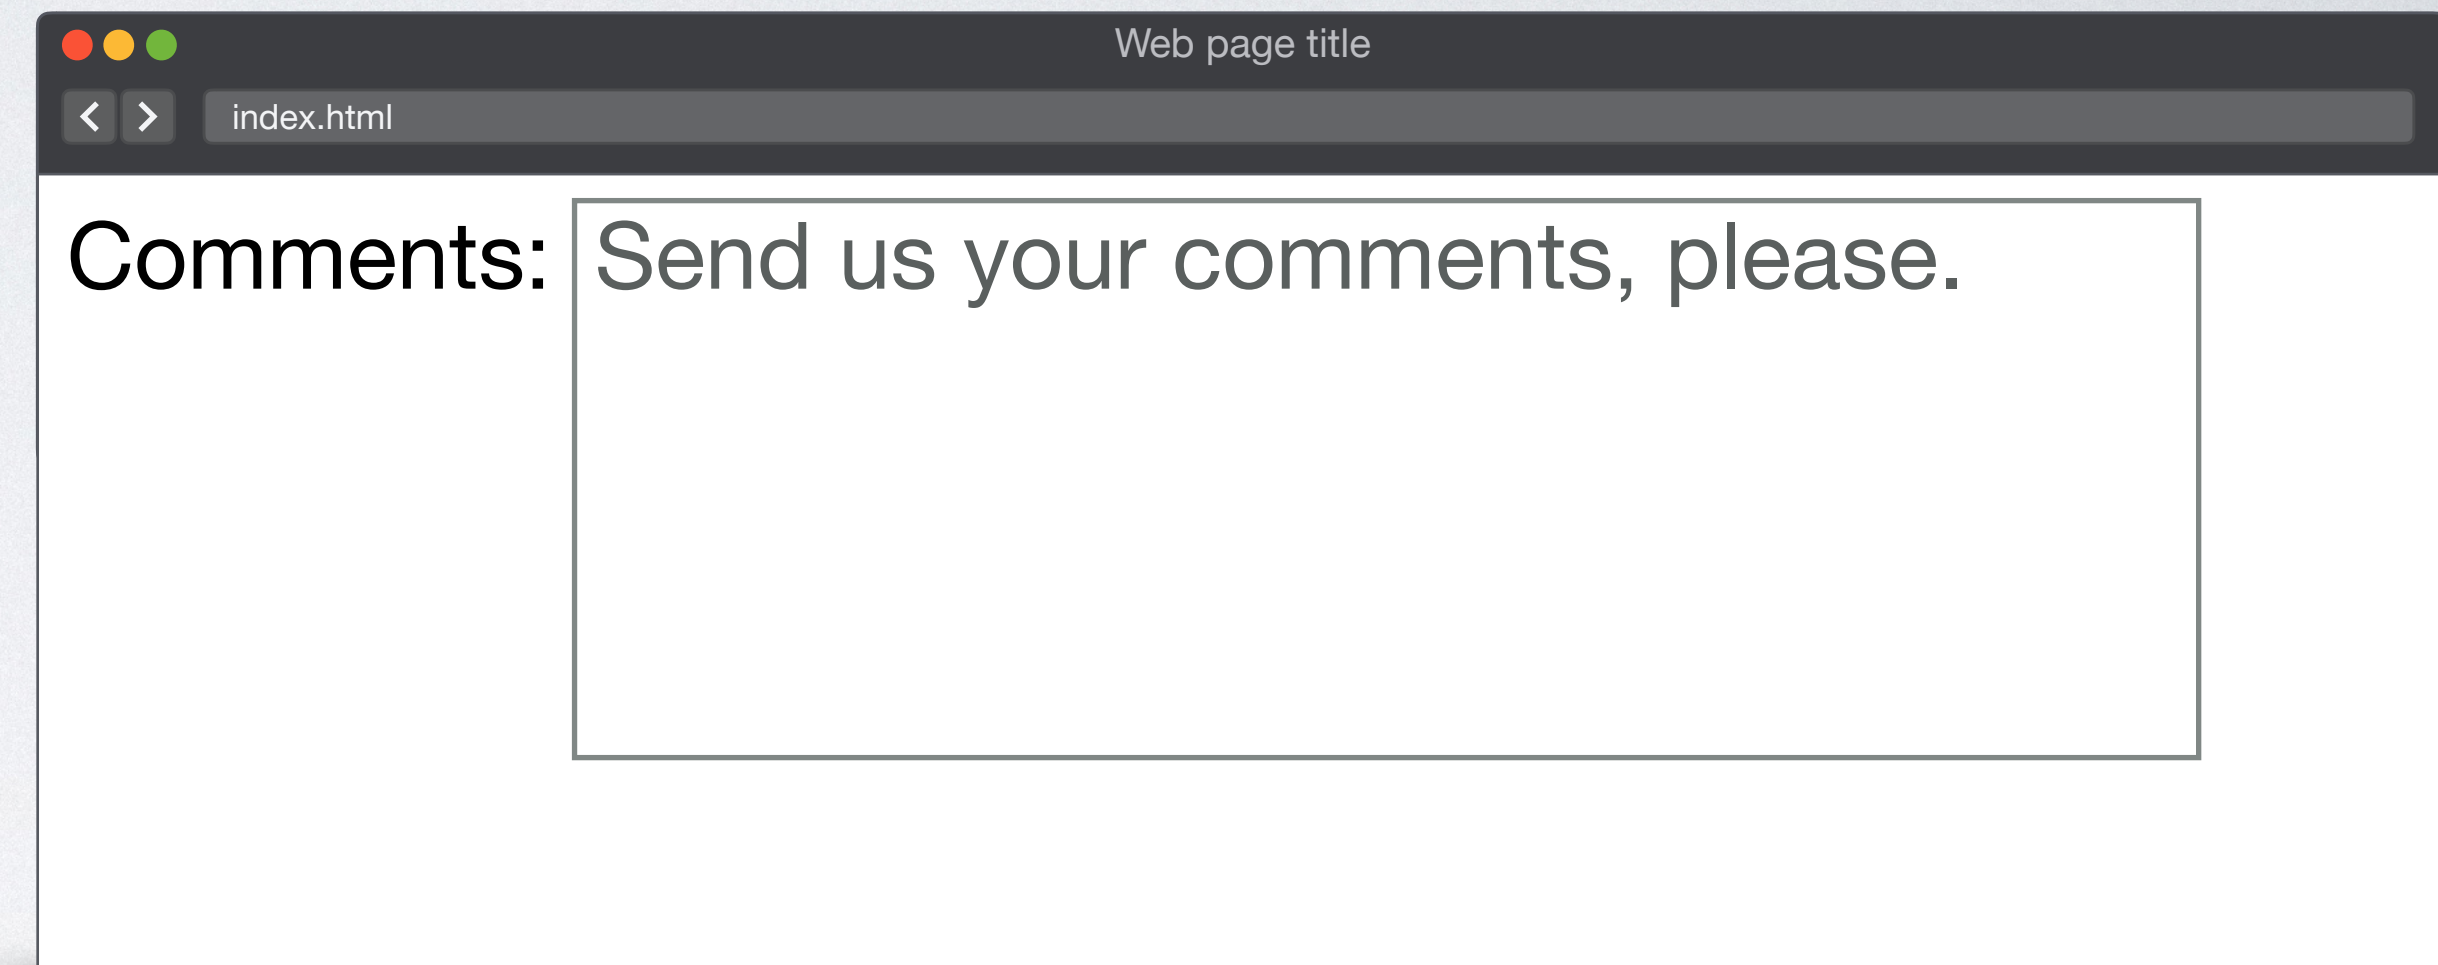 Web page title
index.html
Comments: Send us your comments, please.